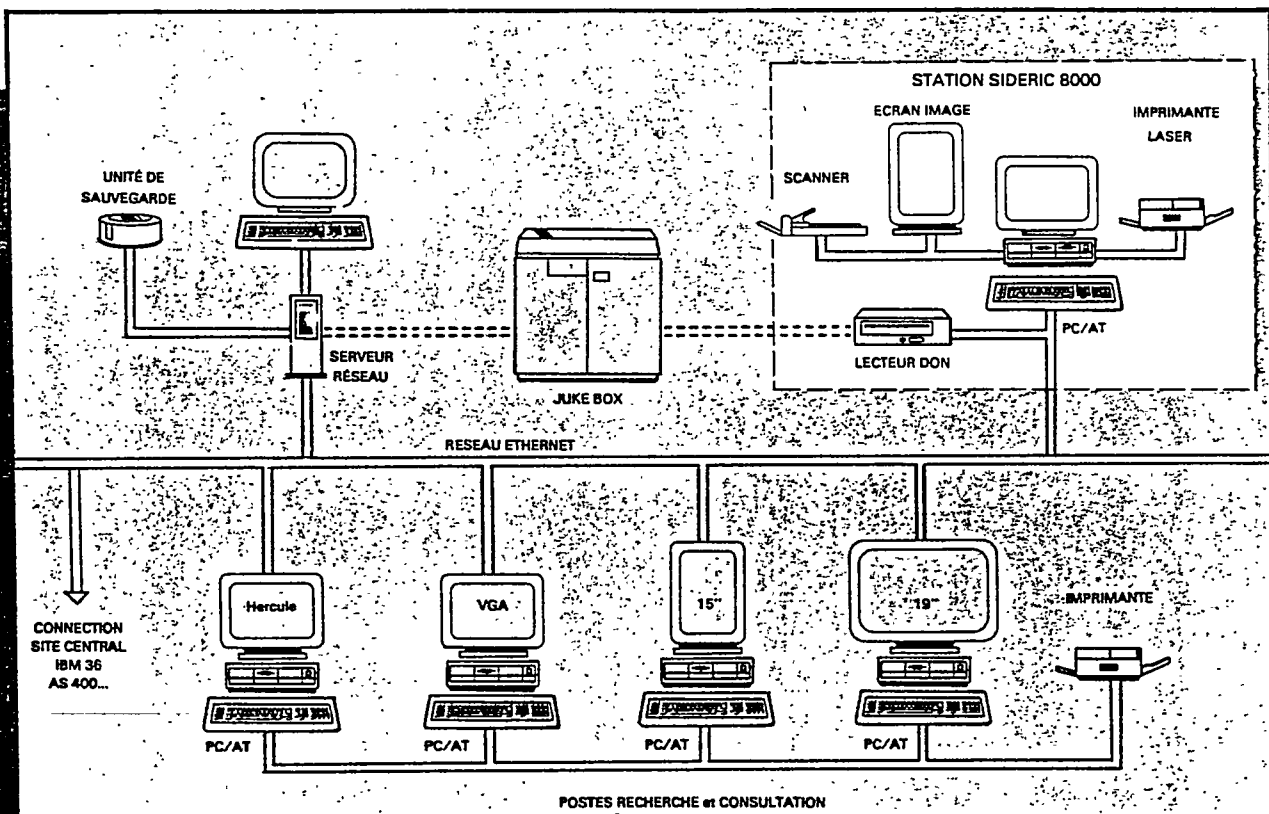 STATION SIDERIC 8000
ECRAN IMAGE
IMPRIMANTE
LASER
SCANNER
UNITÉ DE
SAUVEGARDE
PC/AT
SERVEUR
RÉSEAU
LECTEUR DON
JUKE BOX
RESEAU ETHERNET
Hercule
VGA
15"
"19"
IMPRIMANTE
CONNECTION
SITE CENTRAL
IBM 36
AS 400...
PC/AT
PC/AT
PC/AT
PC/AT
POSTES RECHERCHE et CONSULTATION